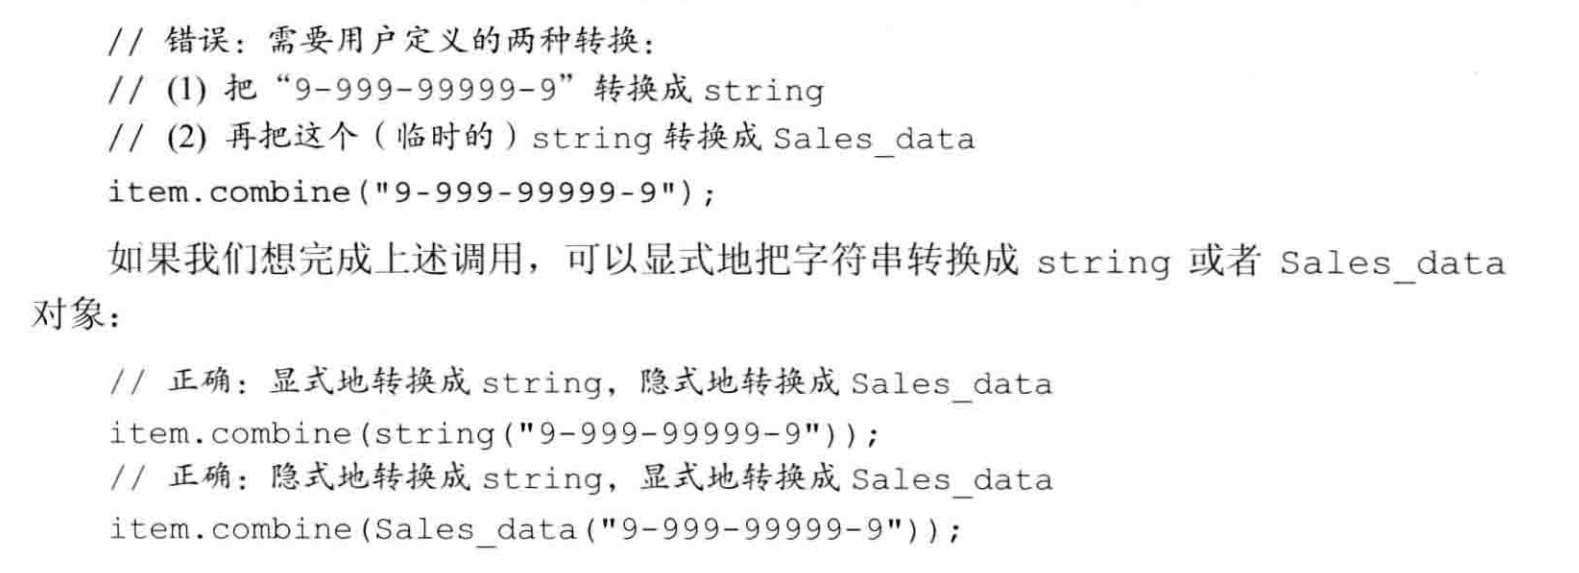 // 错误：需要用户定义的两种转换：
// (1) 把“9-999-99999-9”转换成 string
// (2) 再把这个（临时的）string 转换成 Sales_data
item.combine("9-999-99999-9");
如果我们想完成上述调用，可以显式地把字符串转换成 string 或者 Sales_data
对象：
// 正确：显式地转换成 string，隐式地转换成 Sales_data
item.combine(string("9-999-99999-9"));
// 正确：隐式地转换成 string，显式地转换成 Sales_data
item.combine(Sales_data("9-999-99999-9"));